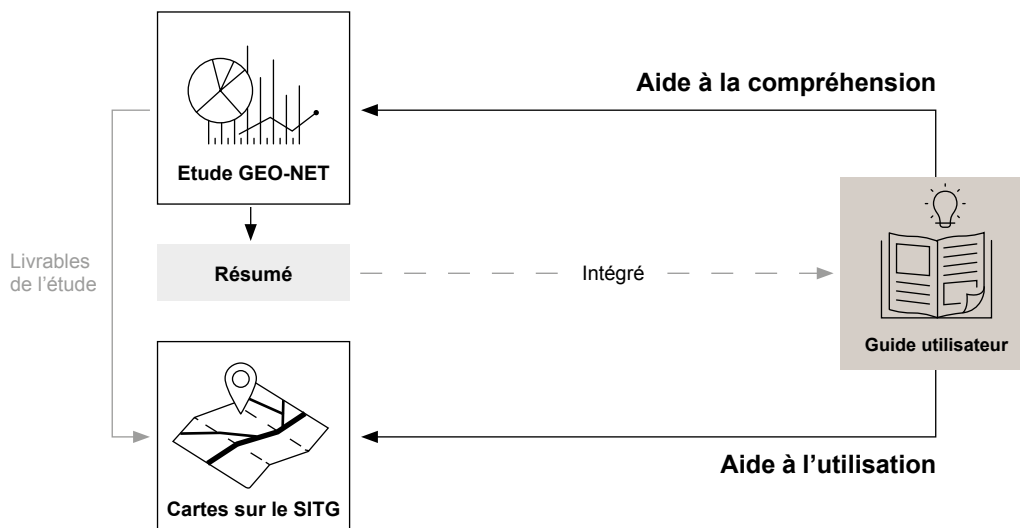 Aide à la compréhension
Etude GEO-NET
Livrables
de l’étude
Résumé
Intégré
Guide utilisateur
Aide à l’utilisation
Cartes sur le SITG